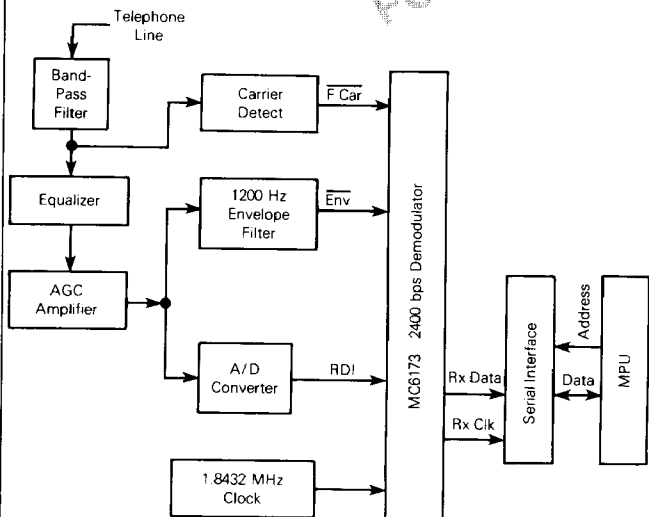 Telephone
Line
Band-
Pass
Filter
Carrier
Detect
F Car
Equalizer
1200 Hz
Envelope
Filter
Env
AGC
Amplifier
A/D
Converter
RDI
1.8432 MHz
Clock
MC6173 2400 bps Demodulator
Rx Data
Rx Clk
Serial Interface
Address
Data
MPU